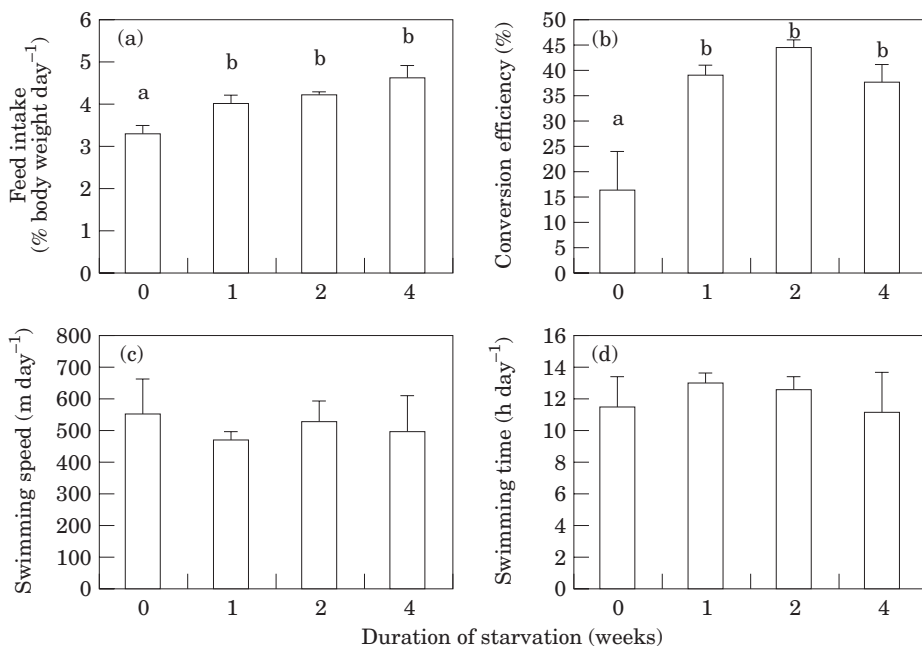 6
5
4
3
2
1
0
Feed intake
(% body weight day⁻¹)
(a)
a
b
b
b
0
1
2
4
50
45
40
35
30
25
20
15
10
5
0
Conversion efficiency (%)
(b)
a
b
b
b
0
1
2
4
800
700
600
500
400
300
200
100
0
Swimming speed (m day⁻¹)
(c)
0
1
2
4
16
14
12
10
8
6
4
2
0
Swimming time (h day⁻¹)
(d)
0
1
2
4
Duration of starvation (weeks)